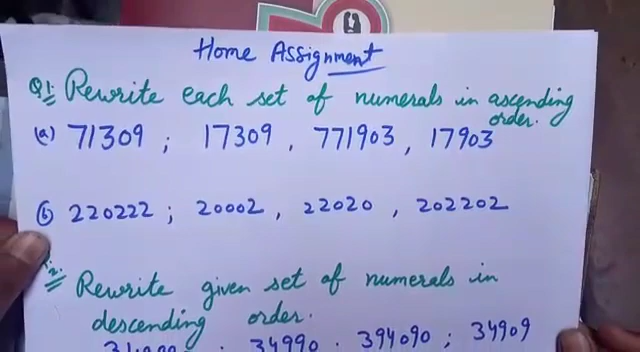 Home Assignment
Q1: Rewrite each set of numerals in ascending order.
(a) 71309 ; 17309 , 771903 , 17903
(b) 220222 ; 20002 , 22020 , 202202
Rewrite given set of numerals in
descending order.
34990 . 394090 ; 34909